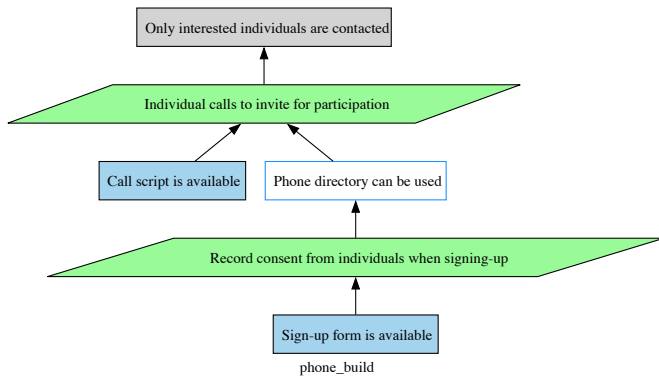 Only interested individuals are contacted
Individual calls to invite for participation
Call script is available
Phone directory can be used
Record consent from individuals when signing-up
Sign-up form is available
phone_build